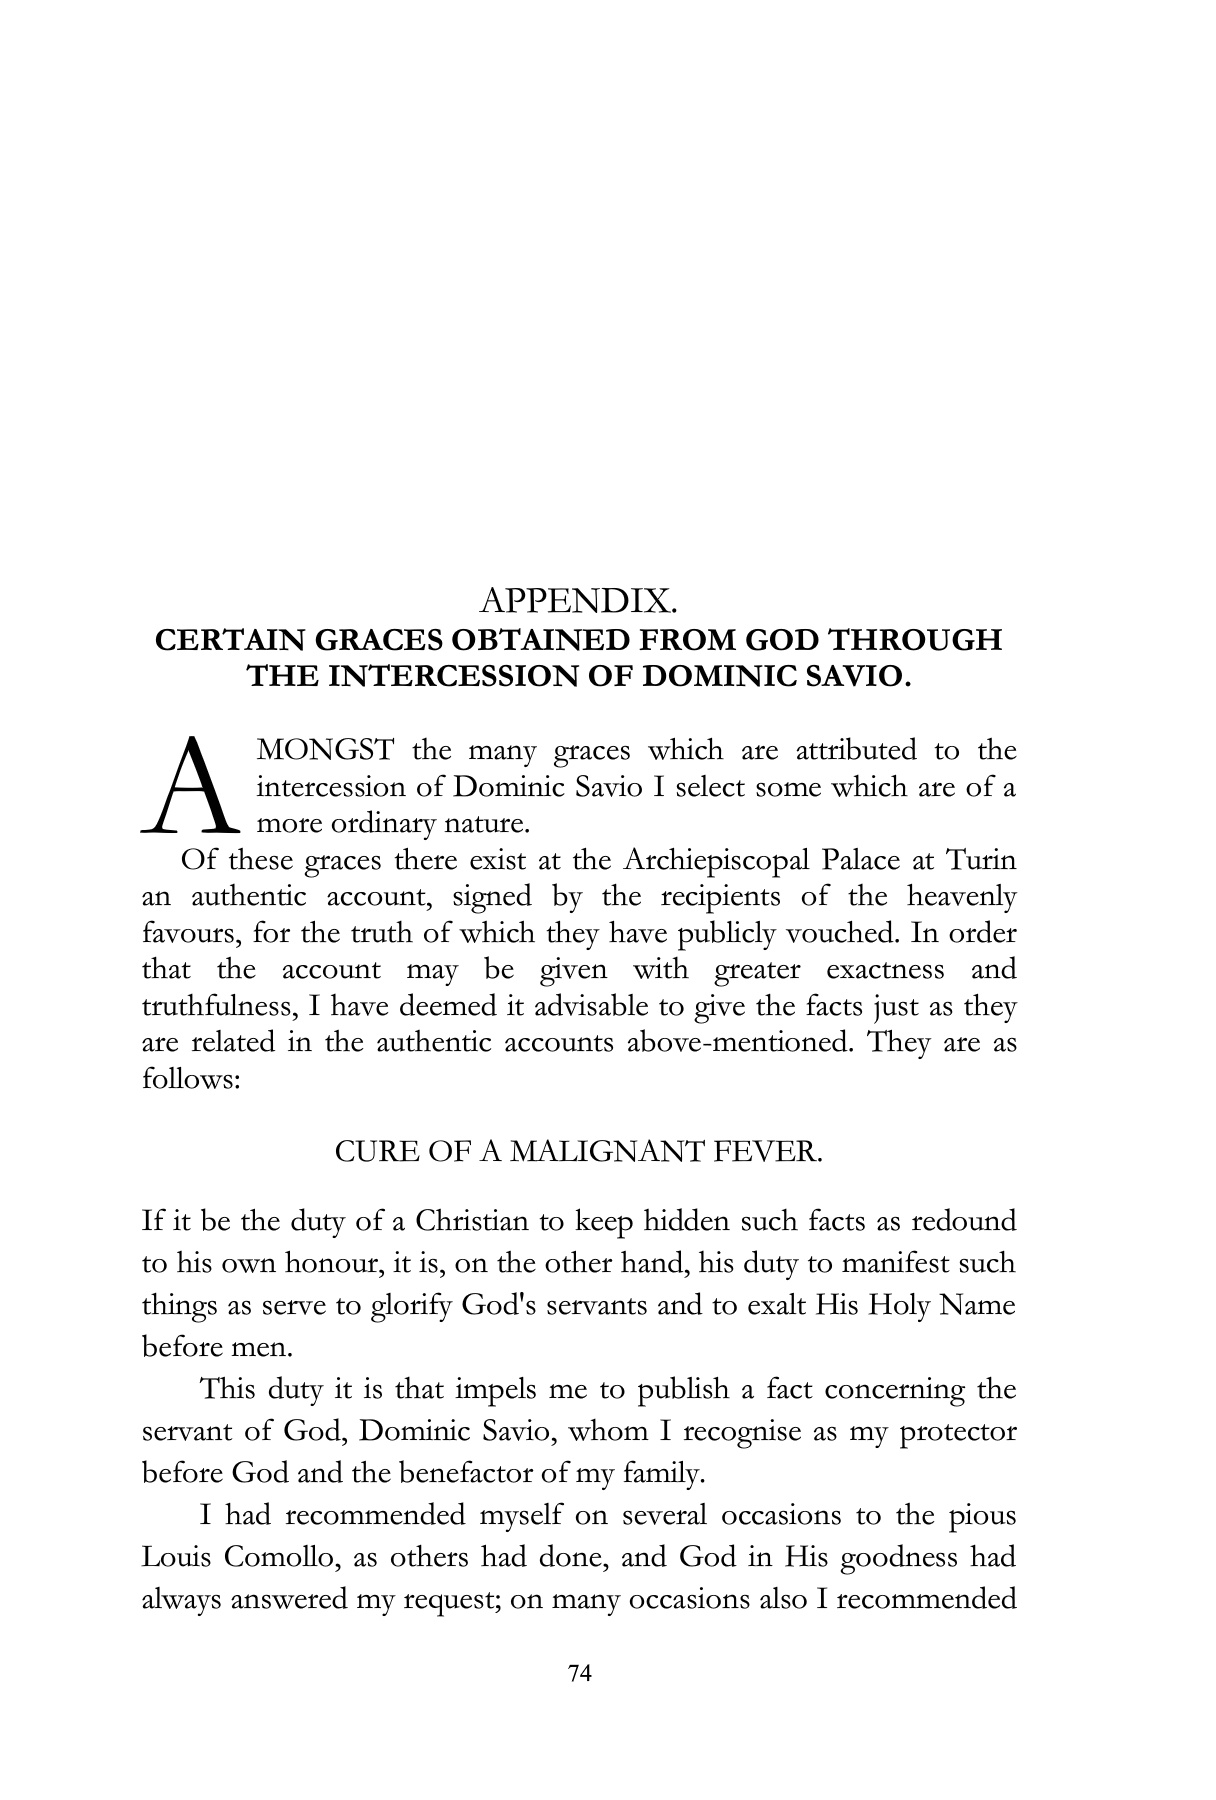 APPENDIX.
CERTAIN GRACES OBTAINED FROM GOD THROUGH
THE INTERCESSION OF DOMINIC SAVIO.
AMONGST the many graces which are attributed to the
intercession of Dominic Savio I select some which are of a
more ordinary nature.
Of these graces there exist at the Archiepiscopal Palace at Turin
an authentic account, signed by the recipients of the heavenly
favours, for the truth of which they have publicly vouched. In order
that the account may be given with greater exactness and
truthfulness, I have deemed it advisable to give the facts just as they
are related in the authentic accounts above-mentioned. They are as
follows:
CURE OF A MALIGNANT FEVER.
If it be the duty of a Christian to keep hidden such facts as redound
to his own honour, it is, on the other hand, his duty to manifest such
things as serve to glorify God's servants and to exalt His Holy Name
before men.
This duty it is that impels me to publish a fact concerning the
servant of God, Dominic Savio, whom I recognise as my protector
before God and the benefactor of my family.
I had recommended myself on several occasions to the pious
Louis Comollo, as others had done, and God in His goodness had
always answered my request; on many occasions also I recommended
74